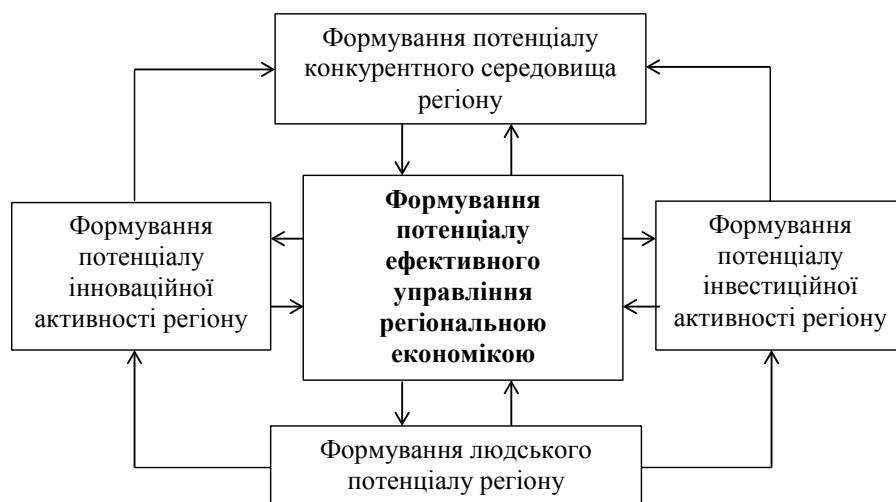 Формування потенціалу
конкурентного середовища
регіону
Формування
потенціалу
інноваційної
активності регіону
Формування
потенціалу
ефективного
управління
регіональною
економікою
Формування
потенціалу
інвестиційної
активності регіону
Формування людського
потенціалу регіону